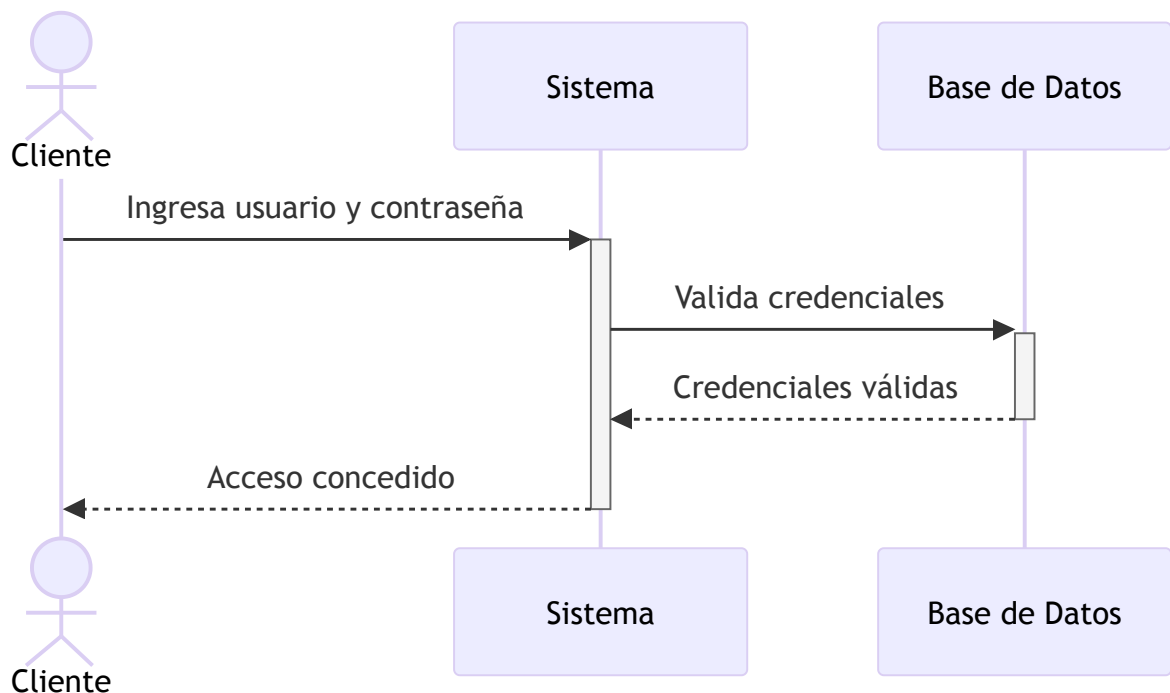 Cliente
Sistema
Base de Datos
Ingresa usuario y contraseña
Valida credenciales
Credenciales válidas
Acceso concedido
Cliente
Sistema
Base de Datos